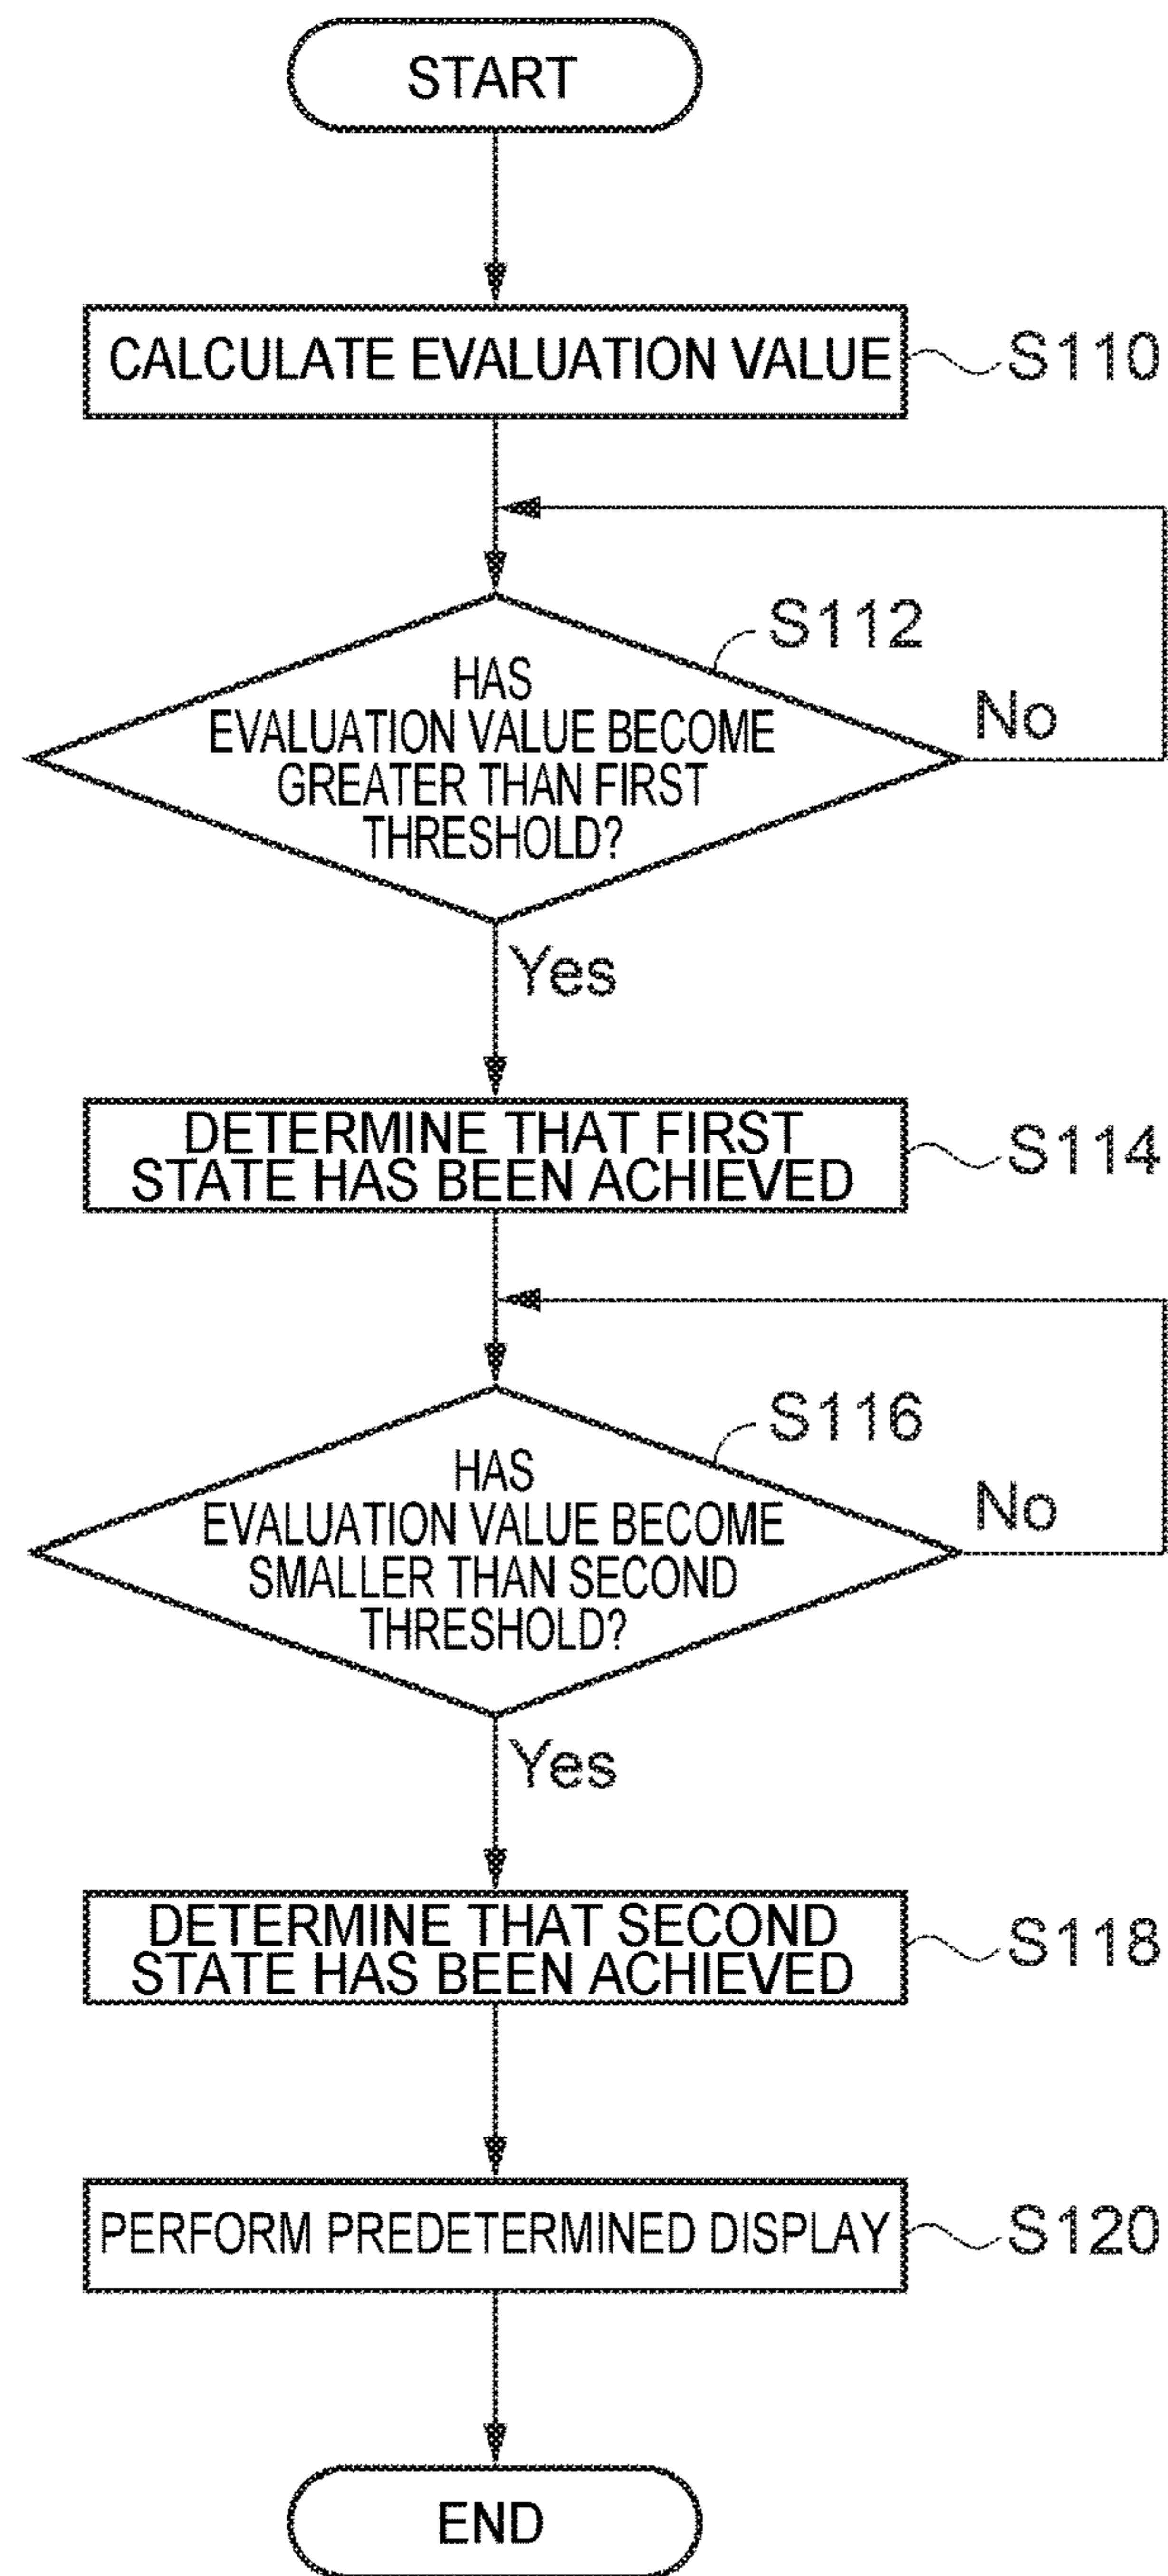 START
CALCULATE EVALUATION VALUE
S110
S112
HAS
EVALUATION VALUE BECOME
GREATER THAN FIRST
THRESHOLD?
No
Yes
DETERMINE THAT FIRST
STATE HAS BEEN ACHIEVED
S114
S116
HAS
EVALUATION VALUE BECOME
SMALLER THAN SECOND
THRESHOLD?
No
Yes
DETERMINE THAT SECOND
STATE HAS BEEN ACHIEVED
S118
PERFORM PREDETERMINED DISPLAY
S120
END